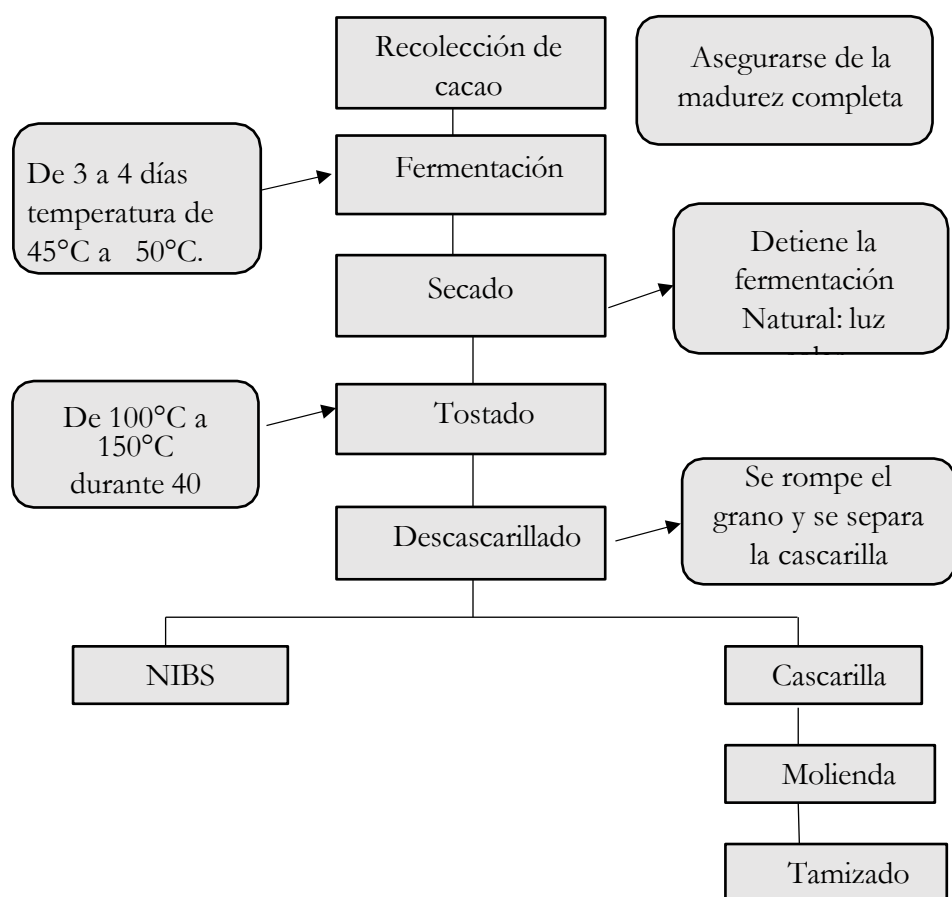 Recolección de
cacao
Asegurarse de la
madurez completa
Fermentación
De 3 a 4 días
temperatura de
45°C a 50°C.
Secado
Detiene la
fermentación
Natural: luz
Tostado
De 100°C a
150°C
durante 40
Descascarillado
Se rompe el
grano y se separa
la cascarilla
NIBS
Cascarilla
Molienda
Tamizado